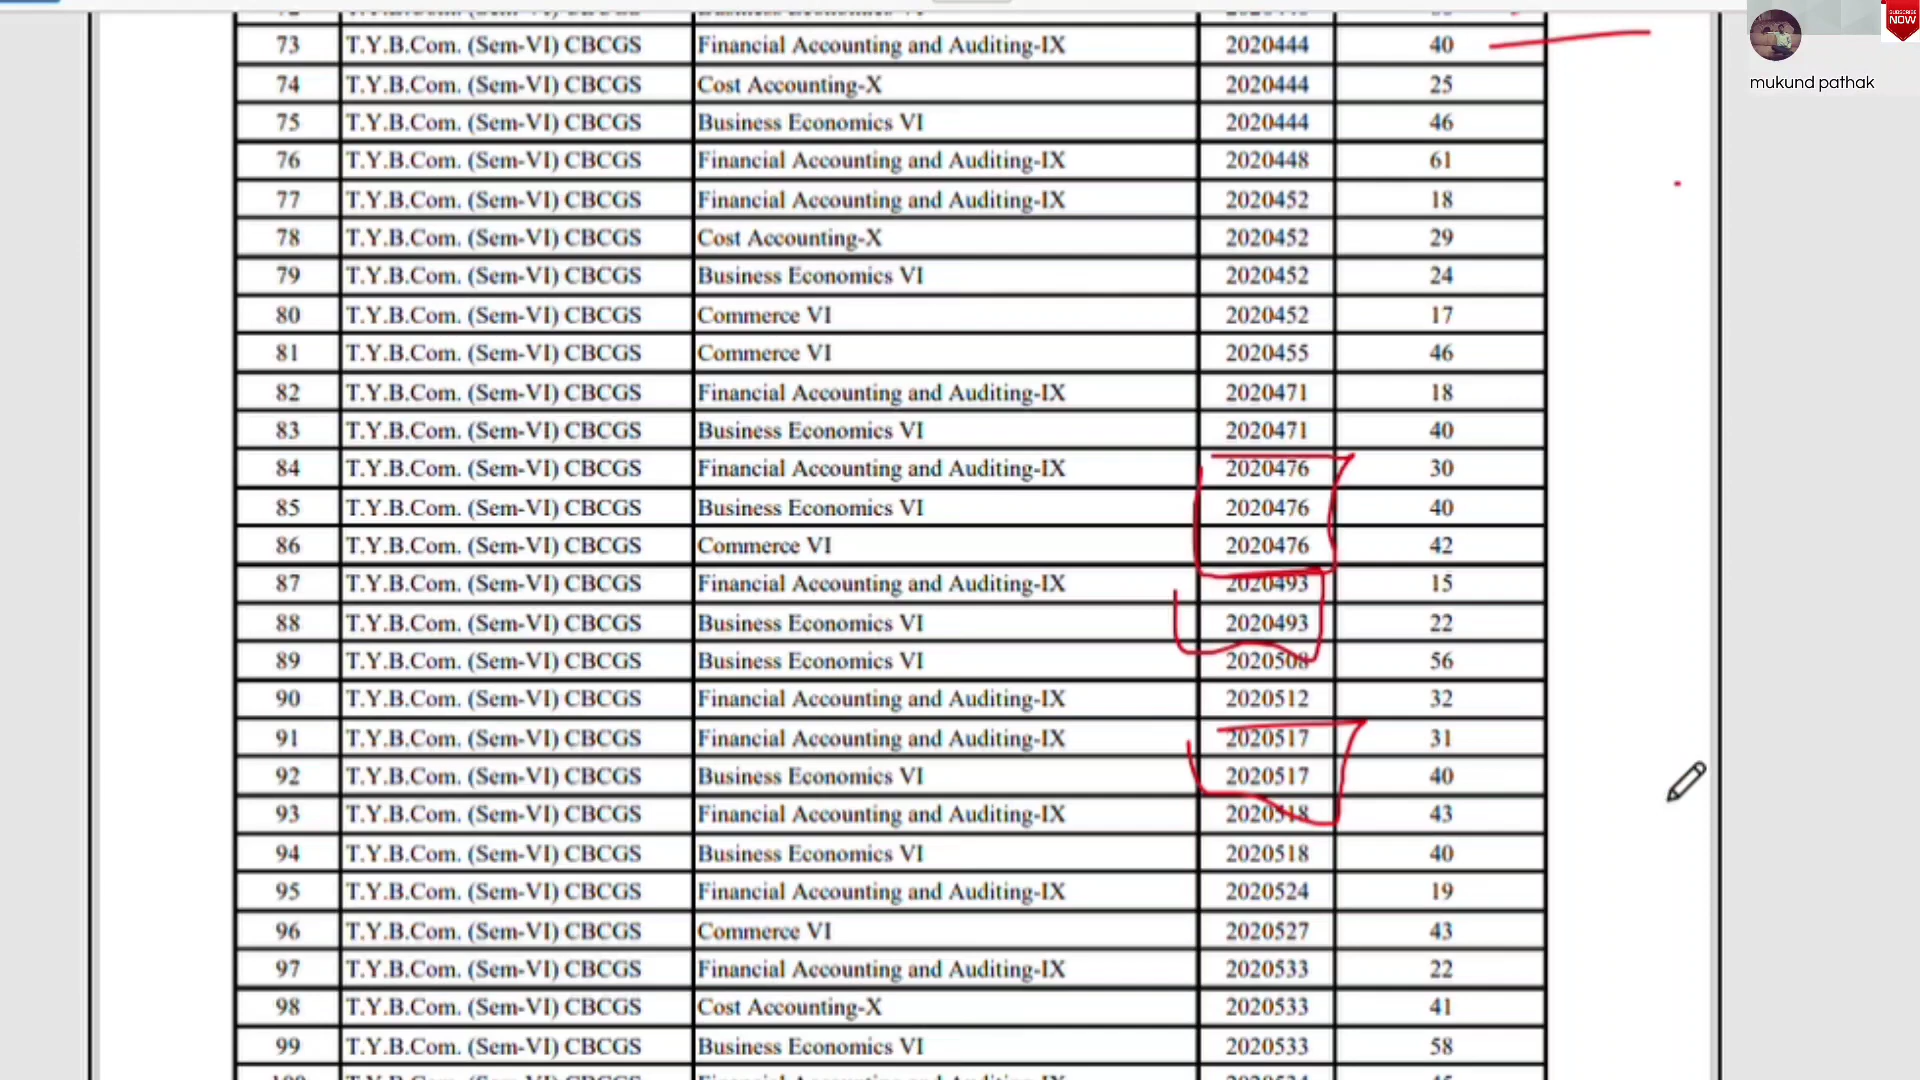 SUBSCRIBE
NOW
mukund pathak
73 T.Y.B.Com. (Sem-VI) CBCGS Financial Accounting and Auditing-IX 2020444 40
74 T.Y.B.Com. (Sem-VI) CBCGS Cost Accounting-X 2020444 25
75 T.Y.B.Com. (Sem-VI) CBCGS Business Economics VI 2020444 46
76 T.Y.B.Com. (Sem-VI) CBCGS Financial Accounting and Auditing-IX 2020448 61
77 T.Y.B.Com. (Sem-VI) CBCGS Financial Accounting and Auditing-IX 2020452 18
78 T.Y.B.Com. (Sem-VI) CBCGS Cost Accounting-X 2020452 29
79 T.Y.B.Com. (Sem-VI) CBCGS Business Economics VI 2020452 24
80 T.Y.B.Com. (Sem-VI) CBCGS Commerce VI 2020452 17
81 T.Y.B.Com. (Sem-VI) CBCGS Commerce VI 2020455 46
82 T.Y.B.Com. (Sem-VI) CBCGS Financial Accounting and Auditing-IX 2020471 18
83 T.Y.B.Com. (Sem-VI) CBCGS Business Economics VI 2020471 40
84 T.Y.B.Com. (Sem-VI) CBCGS Financial Accounting and Auditing-IX 2020476 30
85 T.Y.B.Com. (Sem-VI) CBCGS Business Economics VI 2020476 40
86 T.Y.B.Com. (Sem-VI) CBCGS Commerce VI 2020476 42
87 T.Y.B.Com. (Sem-VI) CBCGS Financial Accounting and Auditing-IX 2020493 15
88 T.Y.B.Com. (Sem-VI) CBCGS Business Economics VI 2020493 22
89 T.Y.B.Com. (Sem-VI) CBCGS Business Economics VI 2020508 56
90 T.Y.B.Com. (Sem-VI) CBCGS Financial Accounting and Auditing-IX 2020512 32
91 T.Y.B.Com. (Sem-VI) CBCGS Financial Accounting and Auditing-IX 2020517 31
92 T.Y.B.Com. (Sem-VI) CBCGS Business Economics VI 2020517 40
93 T.Y.B.Com. (Sem-VI) CBCGS Financial Accounting and Auditing-IX 2020518 43
94 T.Y.B.Com. (Sem-VI) CBCGS Business Economics VI 2020518 40
95 T.Y.B.Com. (Sem-VI) CBCGS Financial Accounting and Auditing-IX 2020524 19
96 T.Y.B.Com. (Sem-VI) CBCGS Commerce VI 2020527 43
97 T.Y.B.Com. (Sem-VI) CBCGS Financial Accounting and Auditing-IX 2020533 22
98 T.Y.B.Com. (Sem-VI) CBCGS Cost Accounting-X 2020533 41
99 T.Y.B.Com. (Sem-VI) CBCGS Business Economics VI 2020533 58